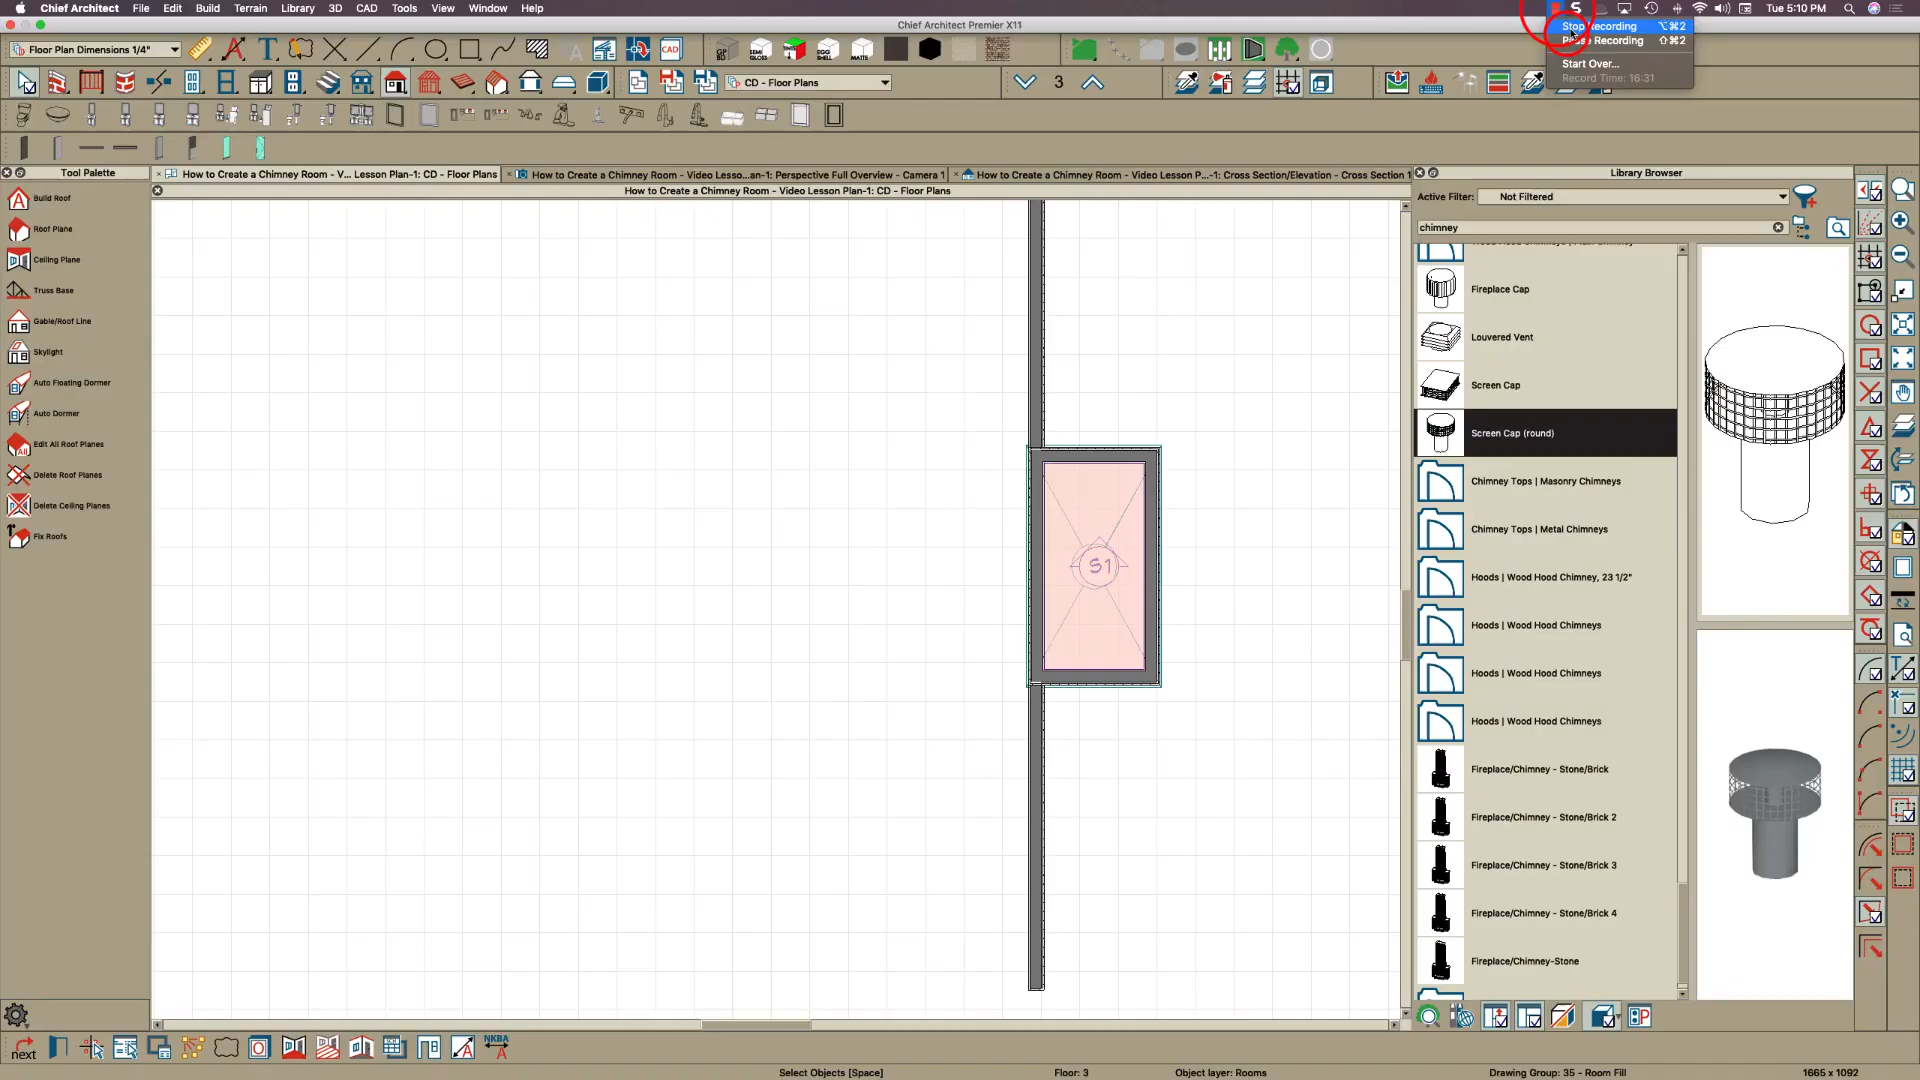 Chief Architect File Edit Build Terrain Library 3D CAD Tools Window View Window Help Tue 5:10 PM
Chief Architect Premier X11
Stop Recording ⌥⌘2
Pause Recording ⇧⌘2
Start Over...
Record Time: 16:31
Floor Plan Dimensions 1/4"
CD - Floor Plans
3
Tool Palette
How to Create a Chimney Room - V... Lesson Plan-1: CD - Floor Plans
How to Create a Chimney Room - Video Lesso...an-1: Perspective Full Overview - Camera 1
How to Create a Chimney Room - Video Lesson P...-1: Cross Section/Elevation - Cross Section 1
Library Browser
How to Create a Chimney Room - Video Lesson Plan-1: CD - Floor Plans
Active Filter: Not Filtered
chimney
Build Roof
Roof Plane
Ceiling Plane
Truss Base
Gable/Roof Line
Skylight
Auto Floating Dormer
Auto Dormer
Edit All Roof Planes
Delete Roof Planes
Delete Ceiling Planes
Fix Roofs
S1
Fireplace Cap
Louvered Vent
Screen Cap
Screen Cap (round)
Chimney Tops | Masonry Chimneys
Chimney Tops | Metal Chimneys
Hoods | Wood Hood Chimney, 23 1/2"
Hoods | Wood Hood Chimneys
Hoods | Wood Hood Chimneys
Hoods | Wood Hood Chimneys
Fireplace/Chimney - Stone/Brick
Fireplace/Chimney - Stone/Brick 2
Fireplace/Chimney - Stone/Brick 3
Fireplace/Chimney - Stone/Brick 4
Fireplace/Chimney-Stone
next
NKBA
Select Objects [Space]
Floor: 3
Object layer: Rooms
Drawing Group: 35 - Room Fill
1665 x 1092